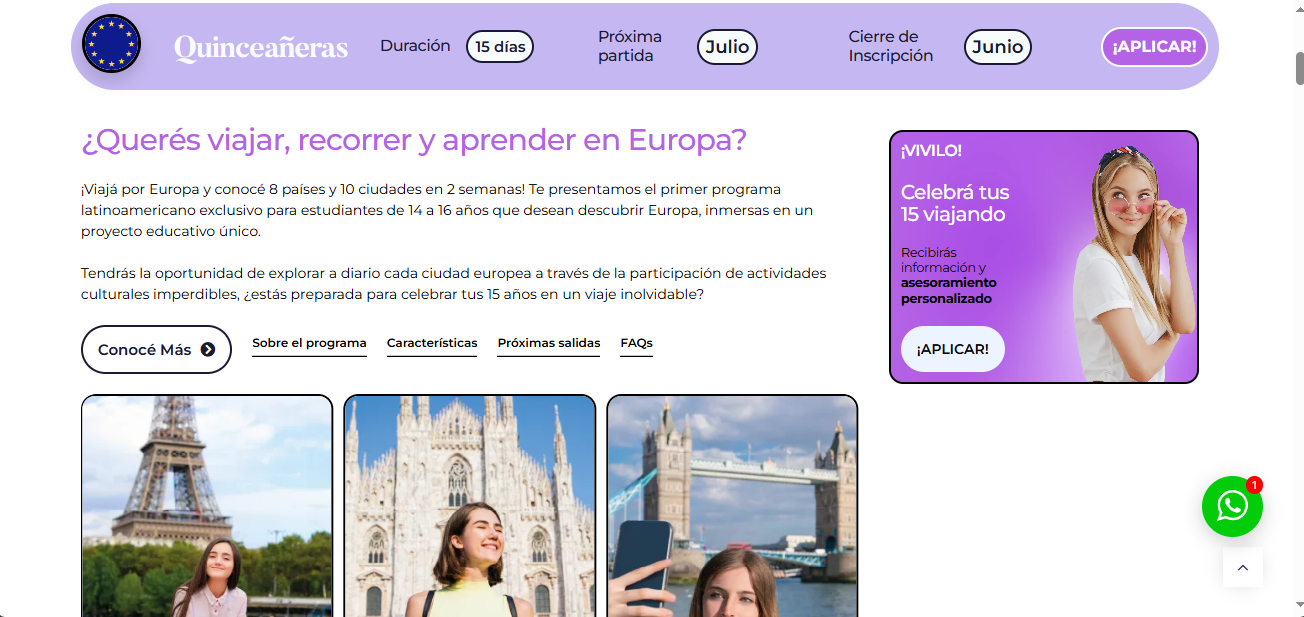 Quinceañeras
Duración
15 días
Próxima
partida
Julio
Cierre de
Inscripción
Junio
¡APLICAR!
¿Querés viajar, recorrer y aprender en Europa?
¡Viajá por Europa y conocé 8 países y 10 ciudades en 2 semanas! Te presentamos el primer programa
latinoamericano exclusivo para estudiantes de 14 a 16 años que desean descubrir Europa, inmersas en un
proyecto educativo único.
Tendrás la oportunidad de explorar a diario cada ciudad europea a través de la participación de actividades
culturales imperdibles, ¿estás preparada para celebrar tus 15 años en un viaje inolvidable?
Conocé Más
Sobre el programa
Características
Próximas salidas
FAQs
¡VIVILO!
Celebrá tus
15 viajando
Recibirás
información y
asesoramiento
personalizado
¡APLICAR!
1